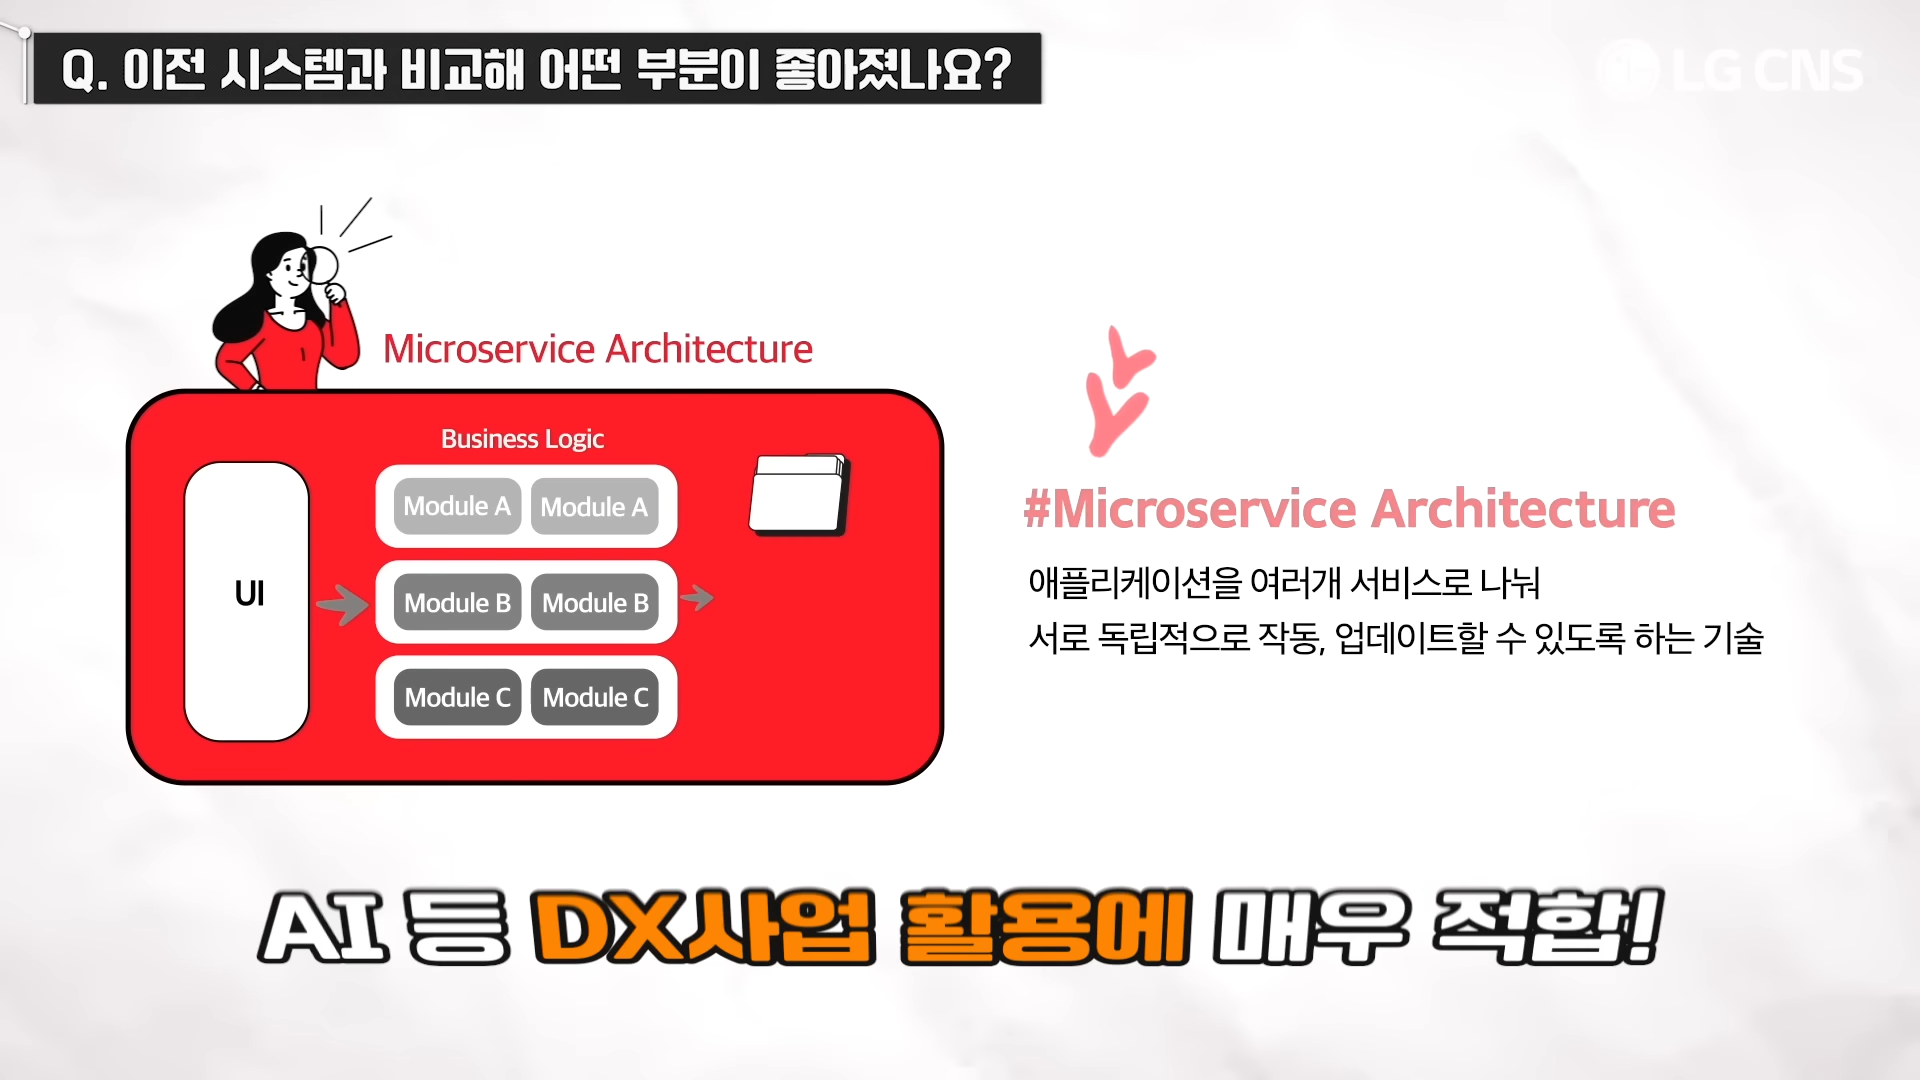 Q. 이전 시스템과 비교해 어떤 부분이 좋아졌나요?
LG CNS
Microservice Architecture
Business Logic
UI
Module A Module A
Module B Module B
Module C Module C
#Microservice Architecture
애플리케이션을 여러개 서비스로 나눠
서로 독립적으로 작동, 업데이트할 수 있도록 하는 기술
AI 등 DX사업 활용에 매우 적합!